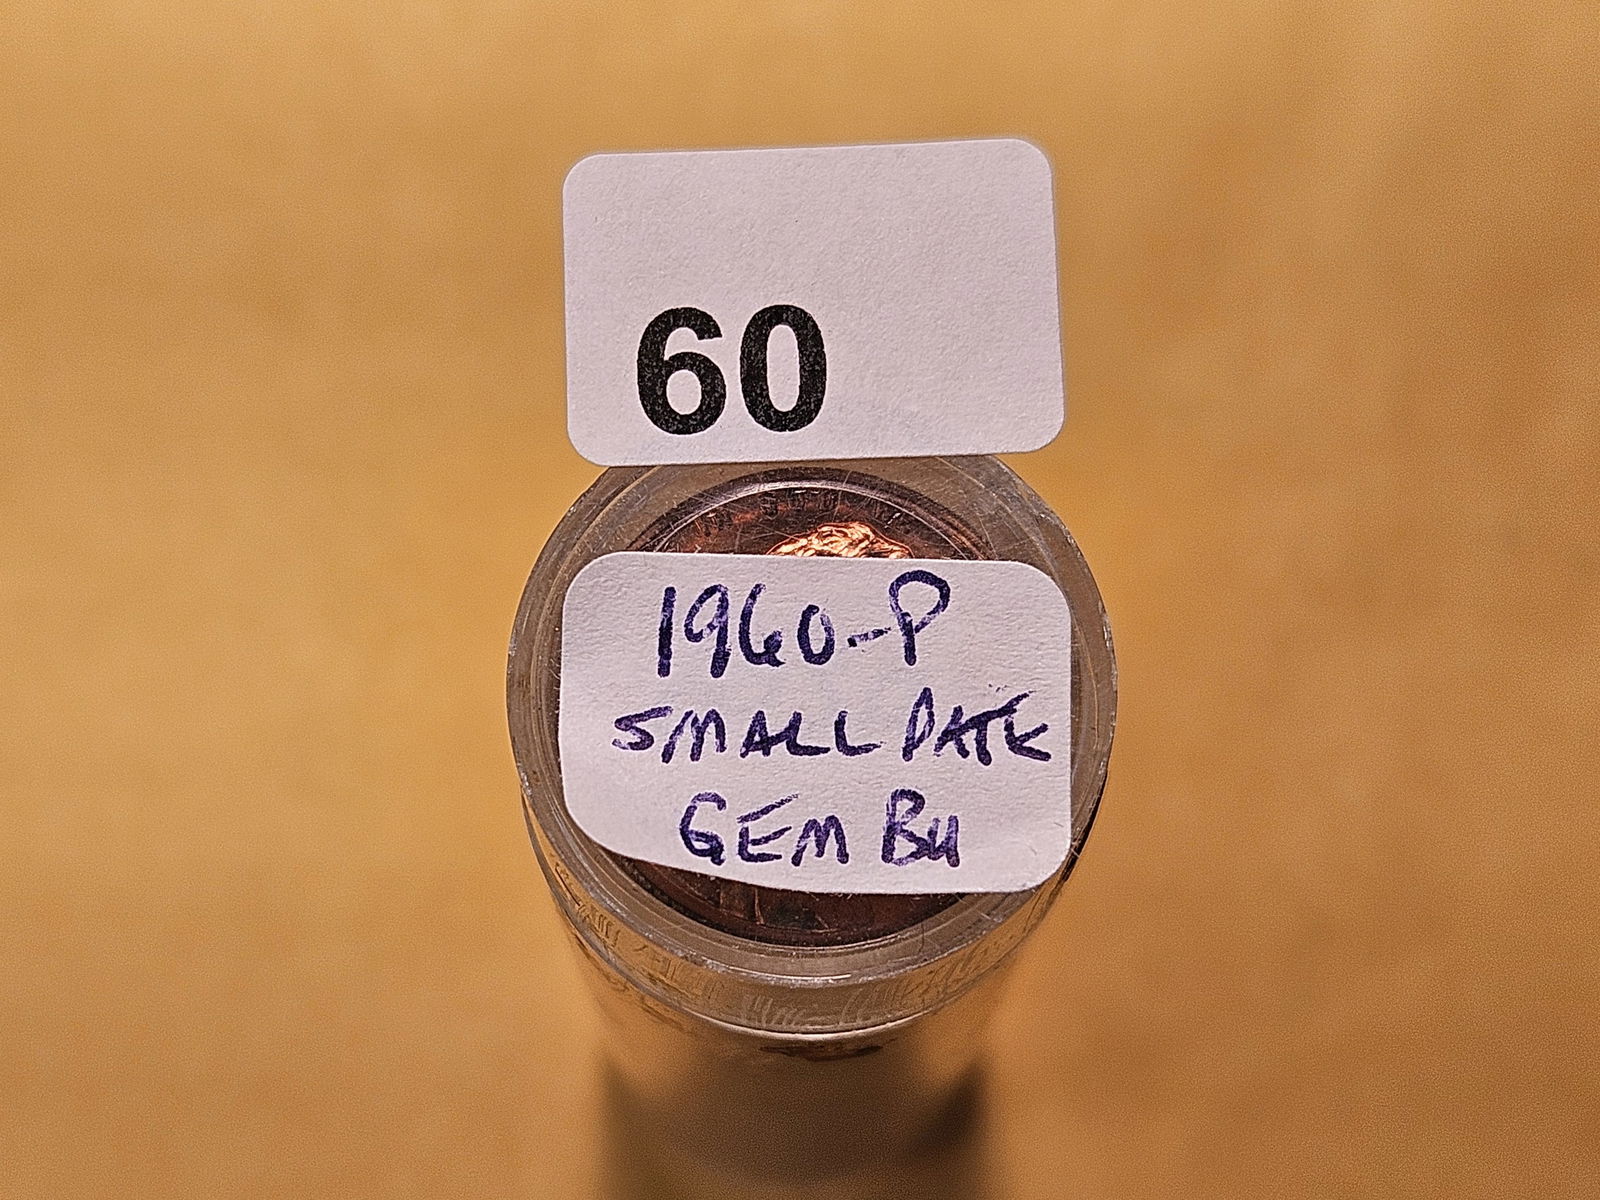 60
1960-P
SMALL DATE
GEM BU